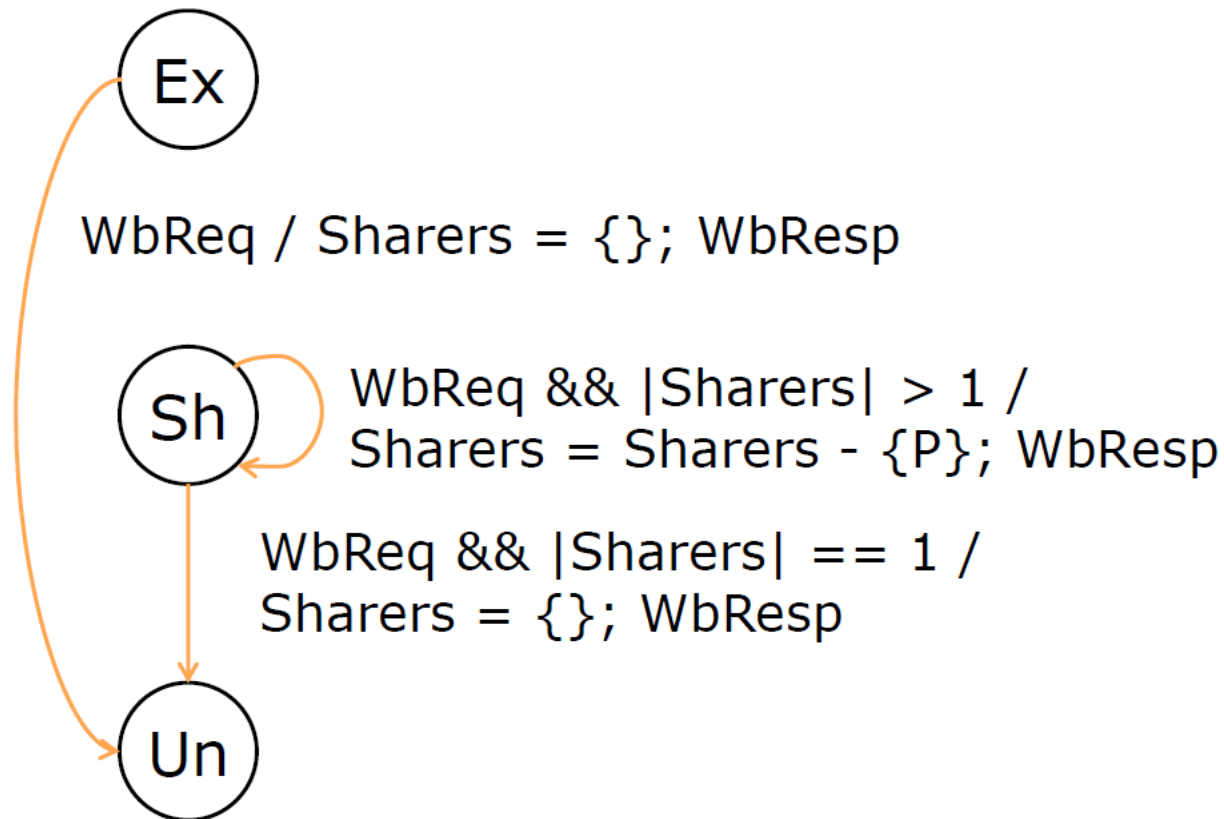 Ex
WbReq / Sharers = {}; WbResp
Sh
WbReq && |Sharers| > 1 /
Sharers = Sharers - {P}; WbResp
WbReq && |Sharers| == 1 /
Sharers = {}; WbResp
Un